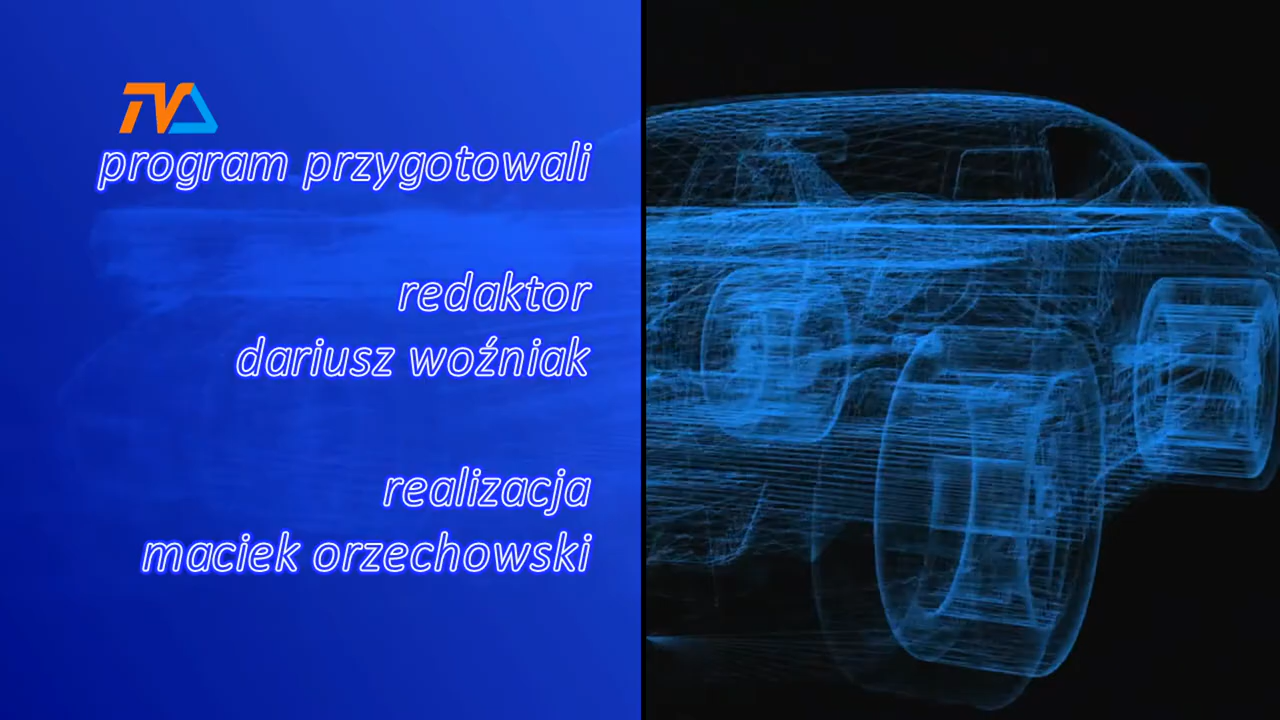 TVA
program przygotowali
redaktor
dariusz woźniak
realizacja
maciek orzechowski